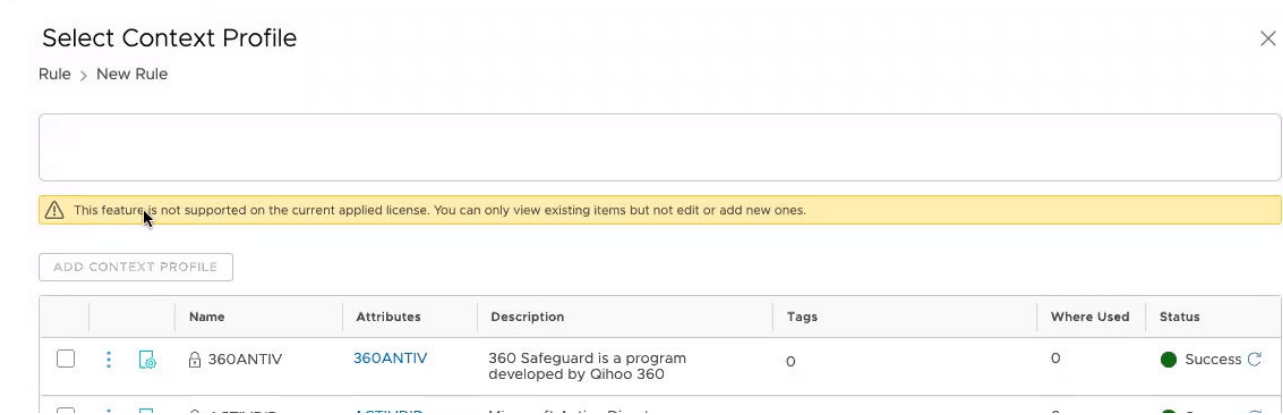 Select Context Profile
Rule > New Rule
This feature is not supported on the current applied license. You can only view existing items but not edit or add new ones.
ADD CONTEXT PROFILE
Name Attributes Description Tags Where Used Status
360ANTIV 360ANTIV 360 Safeguard is a program 0 0 Success
developed by Qihoo 360